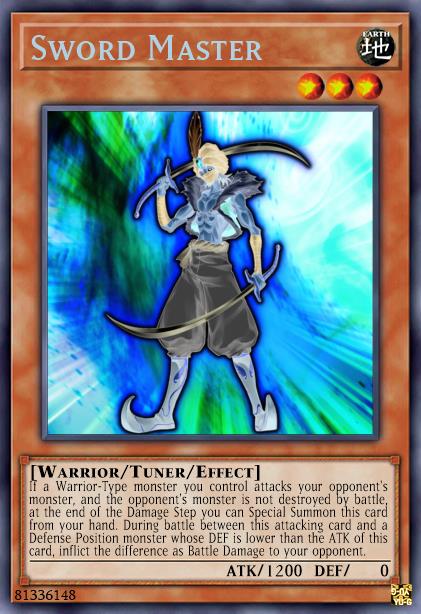 Sword Master
EARTH
地
[Warrior/Tuner/Effect]
If a Warrior-Type monster you control attacks your opponent's
monster, and the opponent's monster is not destroyed by battle,
at the end of the Damage Step you can Special Summon this card
from your hand. During battle between this attacking card and a
Defense Position monster whose DEF is lower than the ATK of this
card, inflict the difference as Battle Damage to your opponent.
ATK/1200 DEF/ 0
81336148